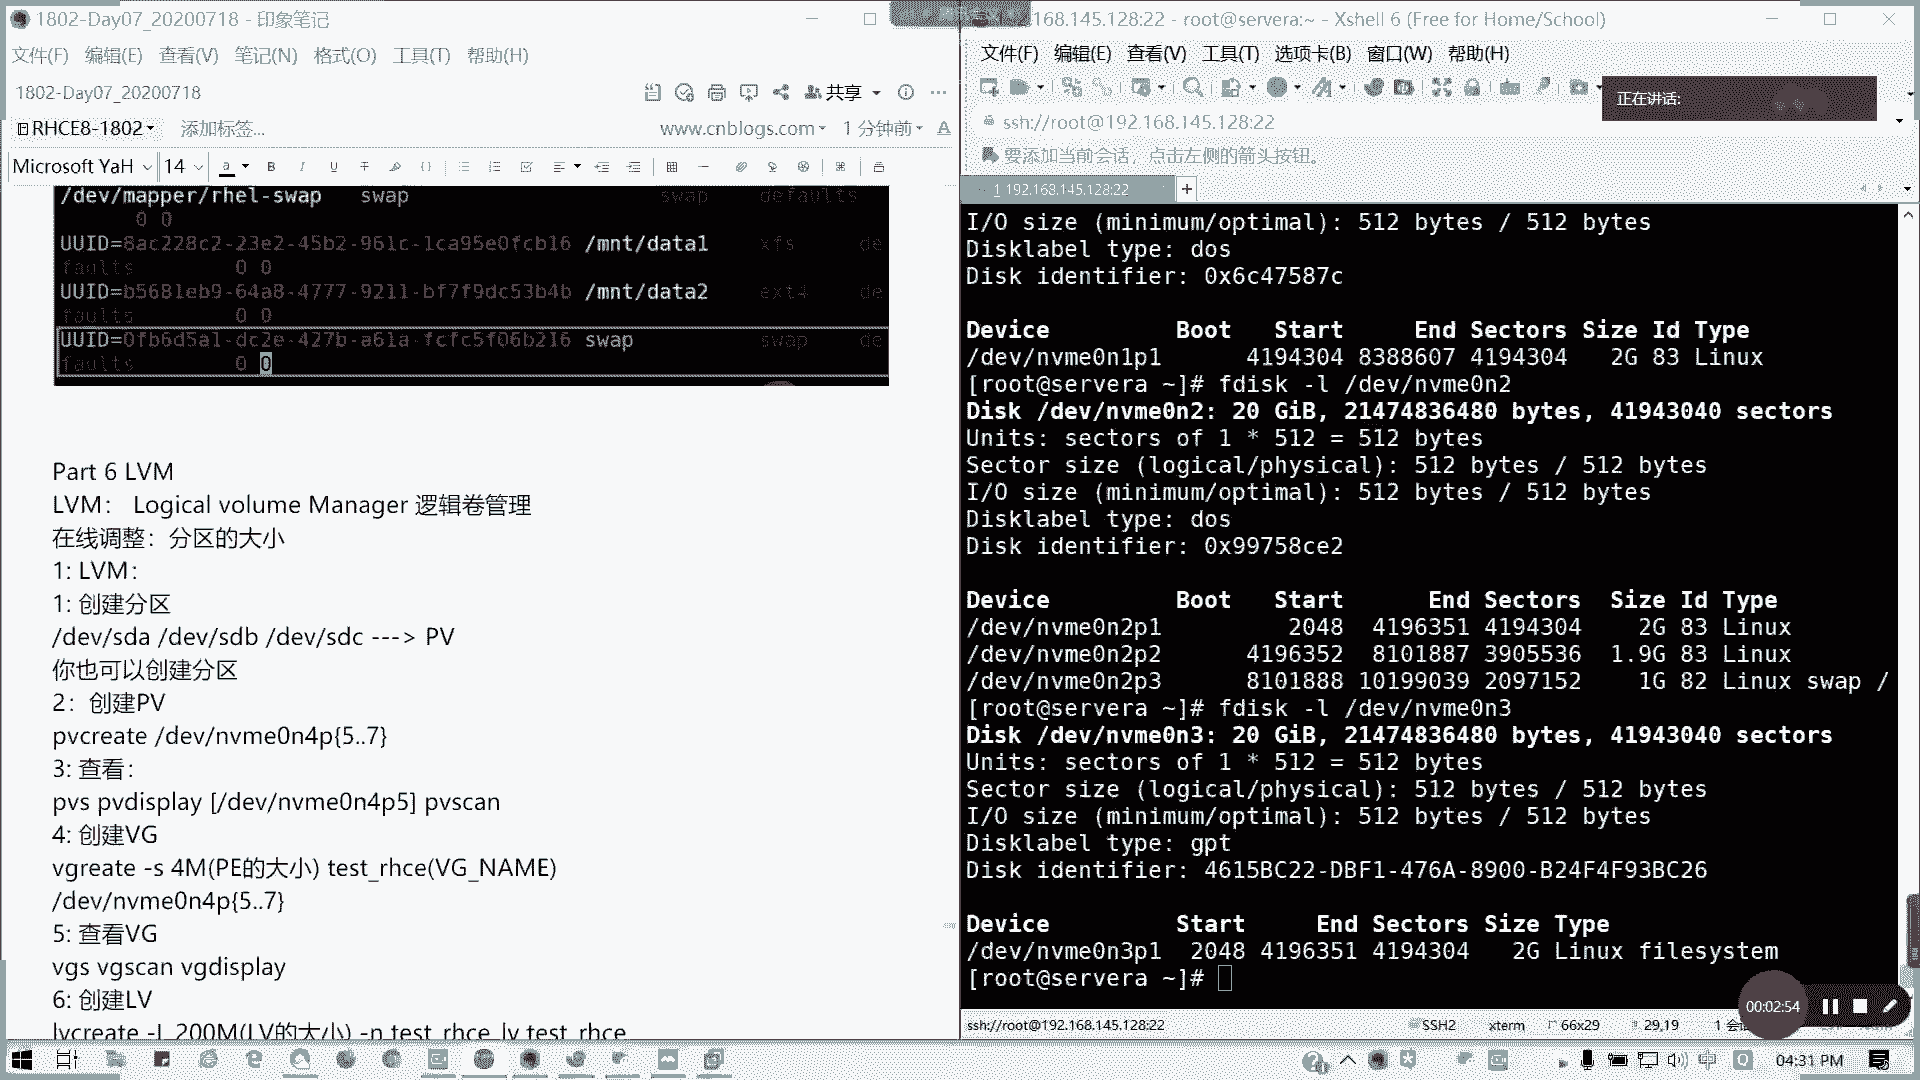 1802-Day07_20200718 - 印象笔记
文件(F) 编辑(E) 查看(V) 笔记(N) 格式(O) 工具(T) 帮助(H)
1802-Day07_20200718
共享
RHCE8-1802 添加标签... www.cnblogs.com 1 分钟前
Microsoft YaH 14
/dev/mapper/rhel-swap swap swap defaults
0 0
UUID=8ac228c2-23e2-45b2-961c-1ca95e0fcb16 /mnt/data1 xfs de
faults 0 0
UUID=b5681eb9-64a8-4777-9211-bf7f9dc53b4b /mnt/data2 ext4 de
faults 0 0
UUID=0fb6d5a1-dc2e-427b-a61a-fcfc5f06b216 swap swap de
faults 0 0
Part 6 LVM
LVM： Logical volume Manager 逻辑卷管理
在线调整：分区的大小
1: LVM：
1: 创建分区
/dev/sda /dev/sdb /dev/sdc ---> PV
你也可以创建分区
2：创建PV
pvcreate /dev/nvme0n4p{5..7}
3: 查看：
pvs pvdisplay [/dev/nvme0n4p5] pvscan
4: 创建VG
vgreate -s 4M(PE的大小) test_rhce(VG_NAME)
/dev/nvme0n4p{5..7}
5: 查看VG
vgs vgscan vgdisplay
6: 创建LV
lvcreate -L 200M(LV的大小) -n test_rhce_lv test_rhce
168.145.128:22 - root@servera:~ - Xshell 6 (Free for Home/School)
文件(F) 编辑(E) 查看(V) 工具(T) 选项卡(B) 窗口(W) 帮助(H)
正在讲话:
ssh://root@192.168.145.128:22
要添加当前会话，点击左侧的箭头按钮。
1 192.168.145.128:22
I/O size (minimum/optimal): 512 bytes / 512 bytes
Disklabel type: dos
Disk identifier: 0x6c47587c
Device Boot Start End Sectors Size Id Type
/dev/nvme0n1p1 4194304 8388607 4194304 2G 83 Linux
[root@servera ~]# fdisk -l /dev/nvme0n2
Disk /dev/nvme0n2: 20 GiB, 21474836480 bytes, 41943040 sectors
Units: sectors of 1 * 512 = 512 bytes
Sector size (logical/physical): 512 bytes / 512 bytes
I/O size (minimum/optimal): 512 bytes / 512 bytes
Disklabel type: dos
Disk identifier: 0x99758ce2
Device Boot Start End Sectors Size Id Type
/dev/nvme0n2p1 2048 4196351 4194304 2G 83 Linux
/dev/nvme0n2p2 4196352 8101887 3905536 1.9G 83 Linux
/dev/nvme0n2p3 8101888 10199039 2097152 1G 82 Linux swap /
[root@servera ~]# fdisk -l /dev/nvme0n3
Disk /dev/nvme0n3: 20 GiB, 21474836480 bytes, 41943040 sectors
Units: sectors of 1 * 512 = 512 bytes
Sector size (logical/physical): 512 bytes / 512 bytes
I/O size (minimum/optimal): 512 bytes / 512 bytes
Disklabel type: gpt
Disk identifier: 4615BC22-DBF1-476A-8900-B24F4F93BC26
Device Start End Sectors Size Type
/dev/nvme0n3p1 2048 4196351 4194304 2G Linux filesystem
[root@servera ~]#
00:02:54
ssh://root@192.168.145.128:22 SSH2 xterm 66x29 29,19
04:31 PM